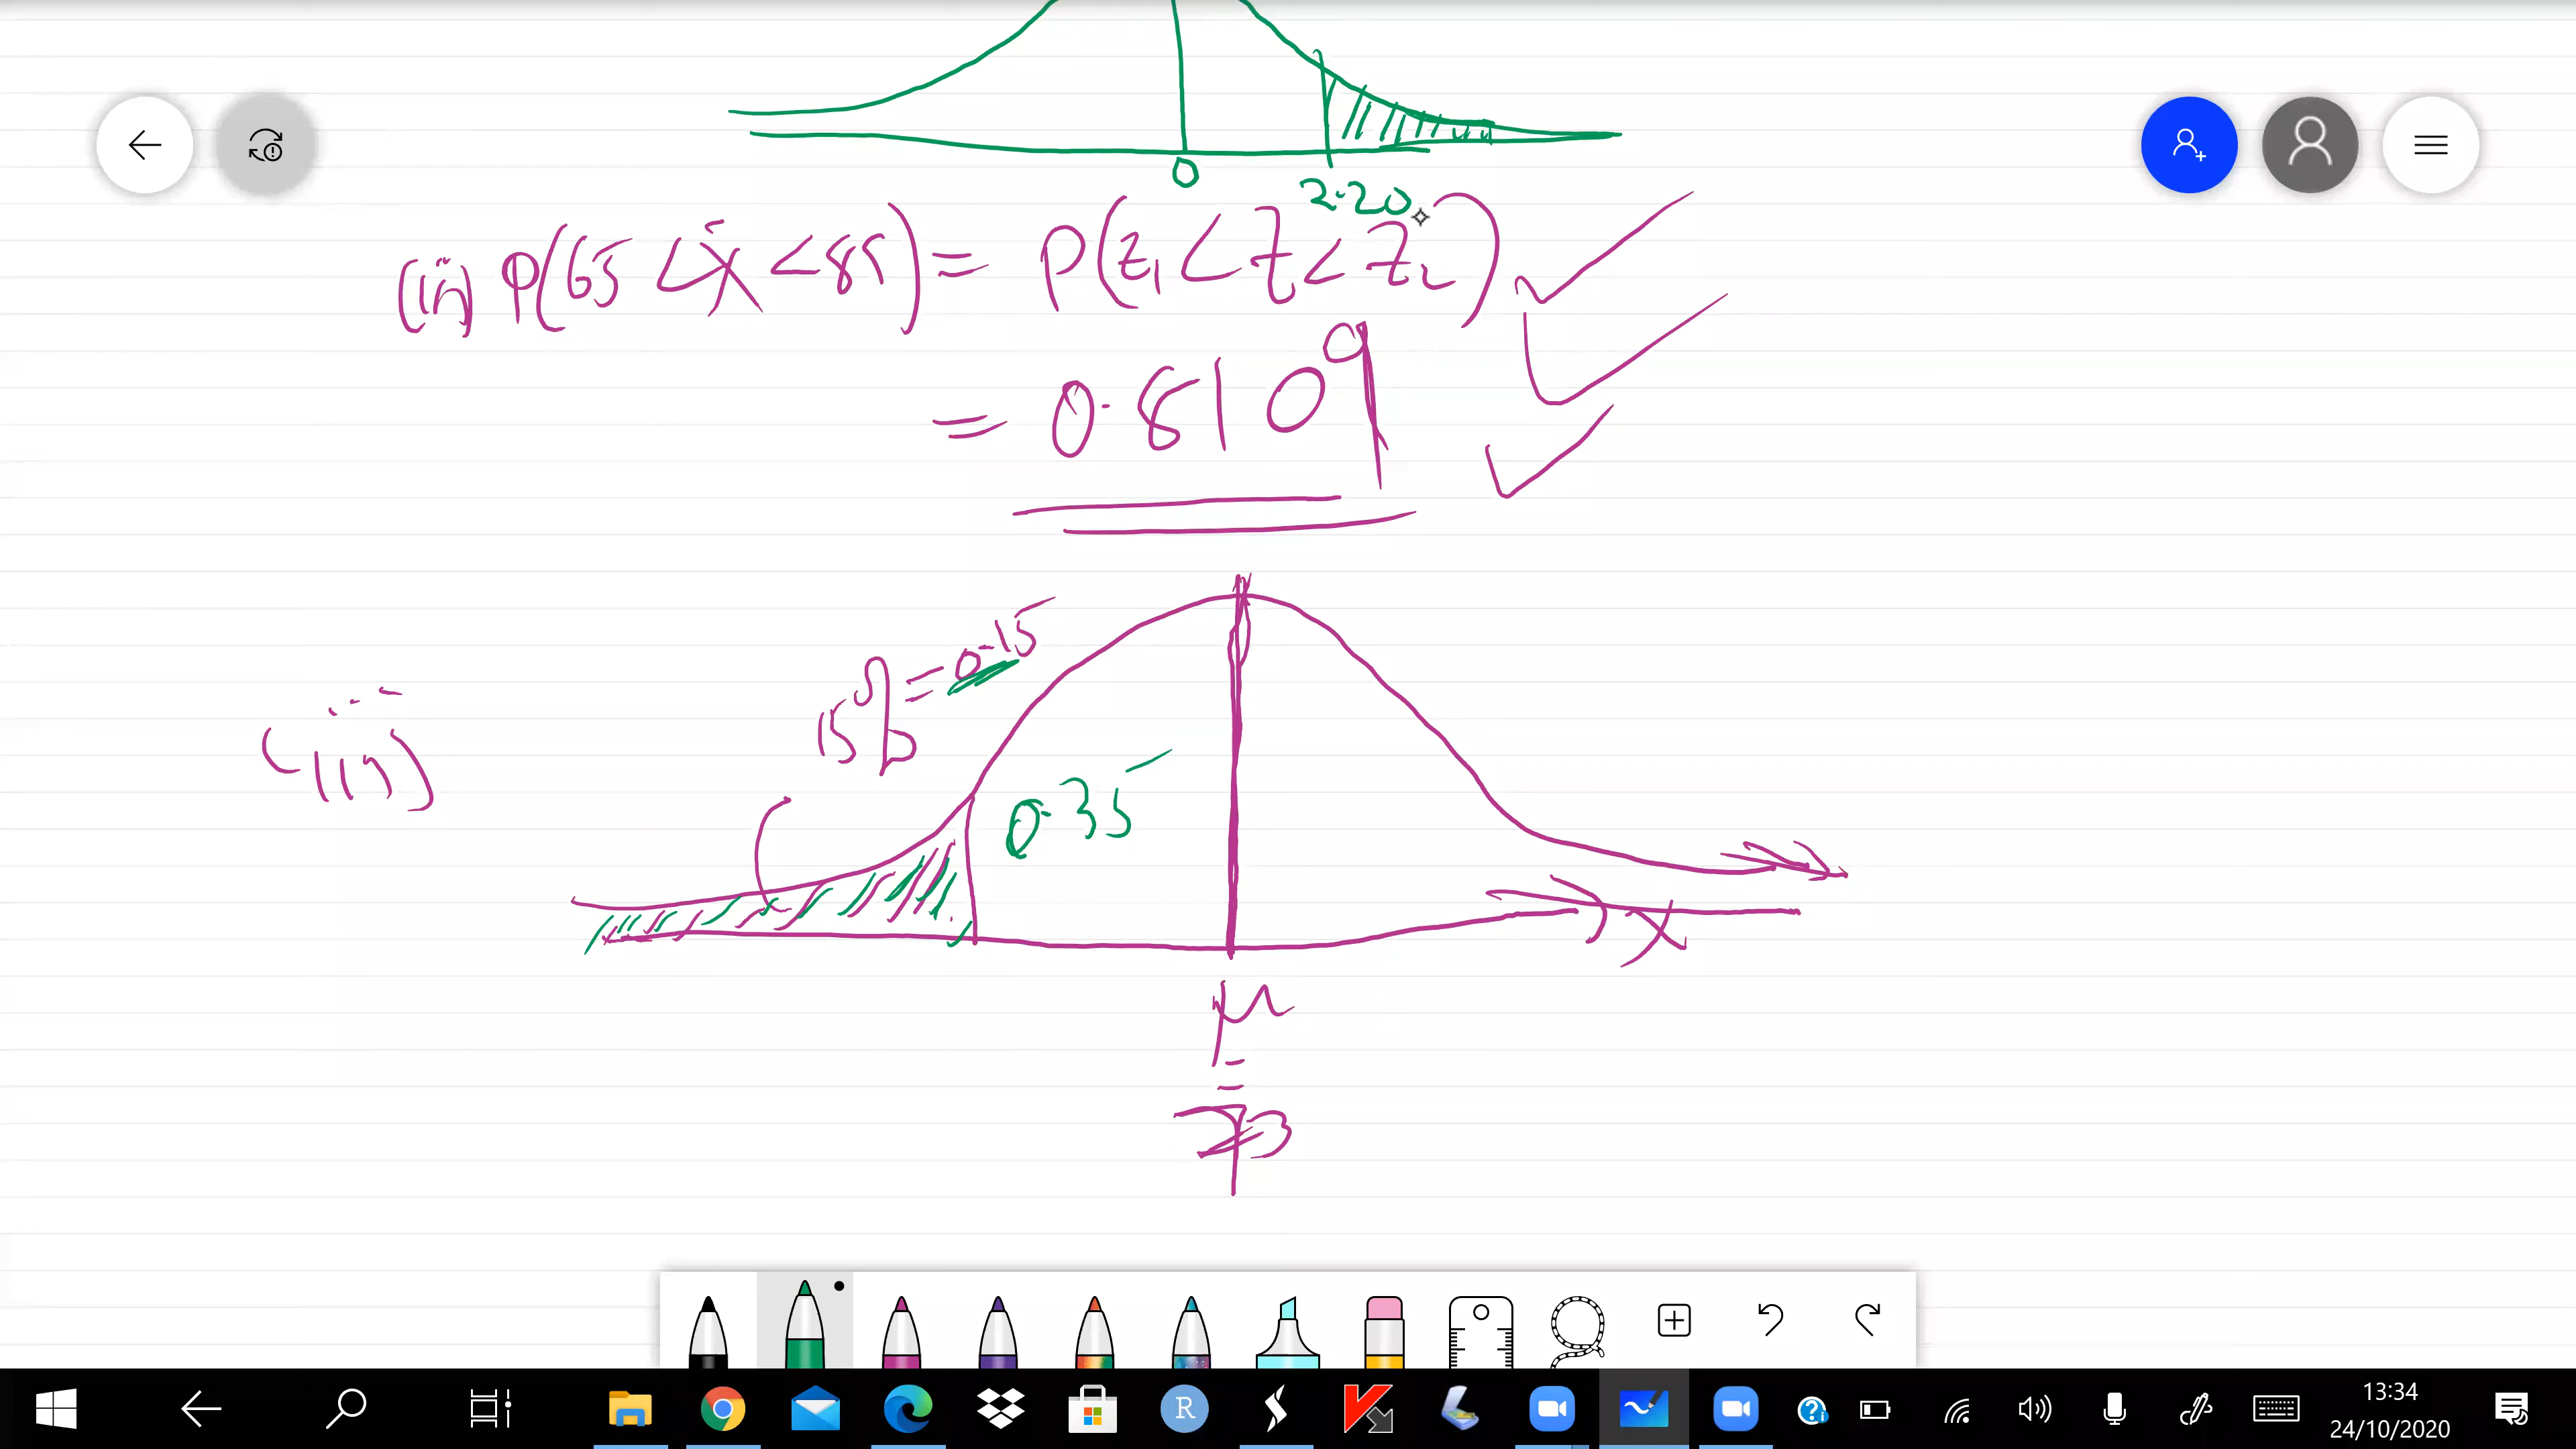 0
2.20
(ii) P(65 < X < 85) = P(z₁ < Z < Z₂)
= 0.8109
15% = 0.15
(iii)
0.35
X
μ
=
73
R
13:34
24/10/2020